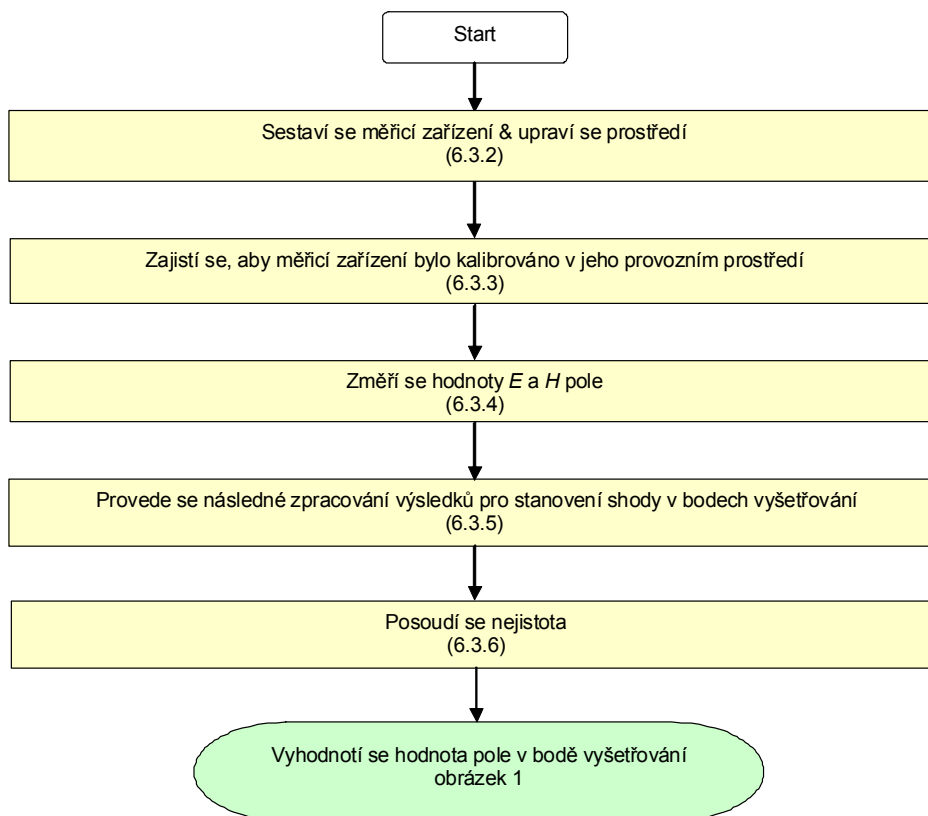 Start
Sestaví se měřicí zařízení & upraví se prostředí
(6.3.2)
Zajistí se, aby měřicí zařízení bylo kalibrováno v jeho provozním prostředí
(6.3.3)
Změří se hodnoty E a H pole
(6.3.4)
Provede se následné zpracování výsledků pro stanovení shody v bodech vyšetřování
(6.3.5)
Posoudí se nejistota
(6.3.6)
Vyhodnotí se hodnota pole v bodě vyšetřování
obrázek 1